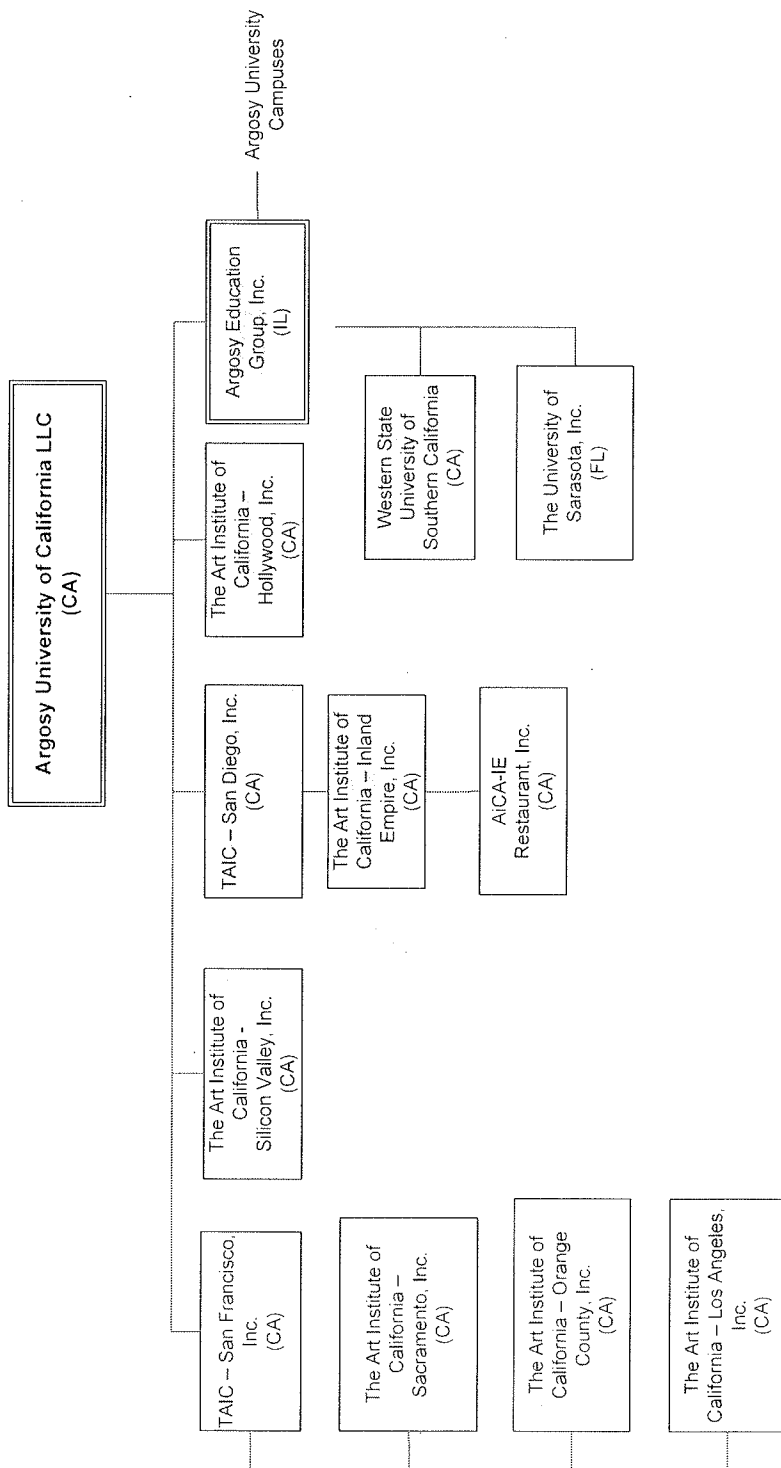 Argosy University of California LLC
(CA)
TAIC – San Francisco,
Inc.
(CA)
The Art Institute of
California –
Sacramento, Inc.
(CA)
The Art Institute of
California – Orange
County, Inc.
(CA)
The Art Institute of
California – Los Angeles,
Inc.
(CA)
The Art Institute of
California -
Silicon Valley, Inc.
(CA)
TAIC – San Diego, Inc.
(CA)
The Art Institute of
California – Inland
Empire, Inc.
(CA)
AiCA-IE
Restaurant, Inc.
(CA)
The Art Institute of
California –
Hollywood, Inc.
(CA)
Argosy Education
Group, Inc.
(IL)
Western State
University of
Southern California
(CA)
The University of
Sarasota, Inc.
(FL)
Argosy University
Campuses